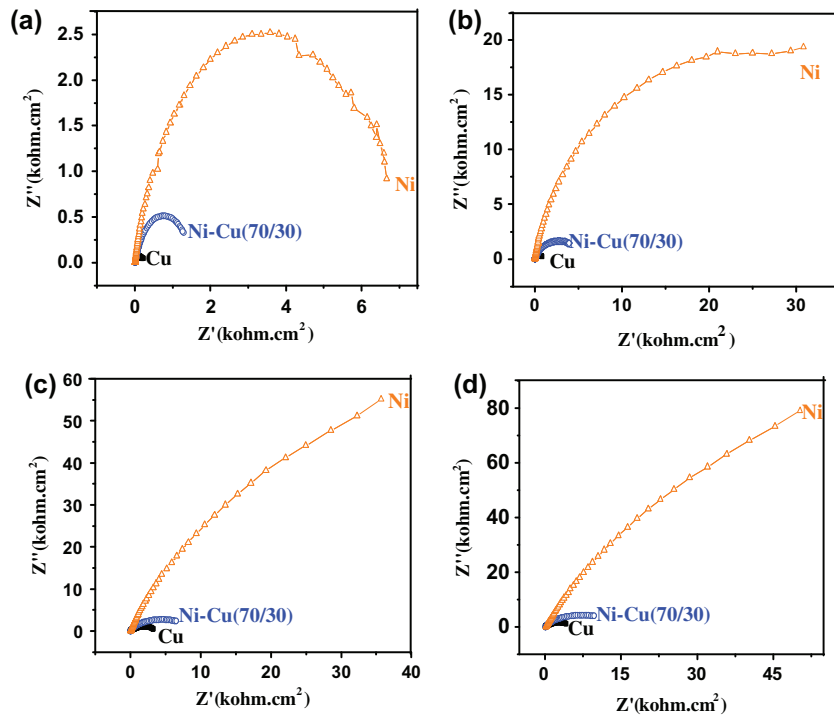 (a)
2.5
2.0
1.5
1.0
0.5
0.0
Z''(kohm.cm²)
Ni
Ni-Cu(70/30)
Cu
0
2
4
6
Z'(kohm.cm²)
(b)
20
15
10
5
0
Z''(kohm.cm²)
Ni
Ni-Cu(70/30)
Cu
0
10
20
30
Z'(kohm.cm²)
(c)
60
50
40
30
20
10
0
Z''(kohm.cm²)
Ni
Ni-Cu(70/30)
Cu
0
10
20
30
40
Z'(kohm.cm²)
(d)
80
60
40
20
0
Z''(kohm.cm²)
Ni
Ni-Cu(70/30)
Cu
0
15
30
45
Z'(kohm.cm²)